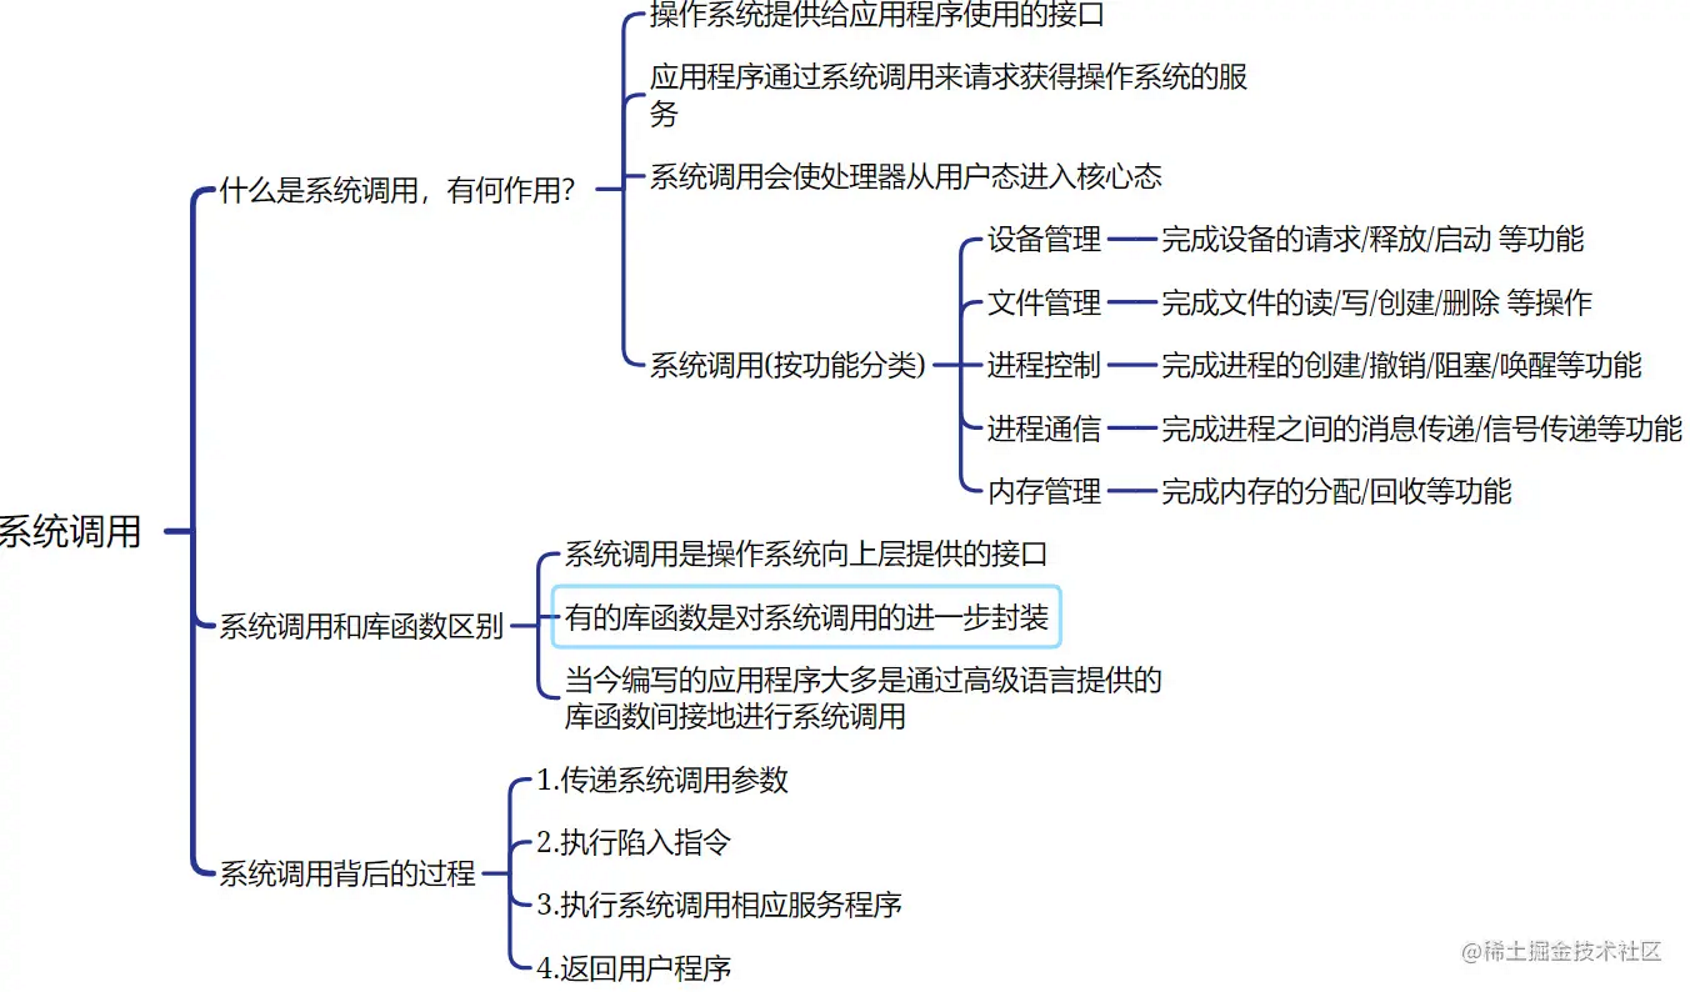 操作系统提供给应用程序使用的接口
应用程序通过系统调用来请求获得操作系统的服
务
什么是系统调用，有何作用？
系统调用会使处理器从用户态进入核心态
设备管理
完成设备的请求/释放/启动 等功能
文件管理
完成文件的读/写/创建/删除 等操作
系统调用(按功能分类)
进程控制
完成进程的创建/撤销/阻塞/唤醒等功能
进程通信
完成进程之间的消息传递/信号传递等功能
内存管理
完成内存的分配/回收等功能
系统调用
系统调用和库函数区别
系统调用是操作系统向上层提供的接口
有的库函数是对系统调用的进一步封装
当今编写的应用程序大多是通过高级语言提供的
库函数间接地进行系统调用
系统调用背后的过程
1.传递系统调用参数
2.执行陷入指令
3.执行系统调用相应服务程序
4.返回用户程序
@稀土掘金技术社区